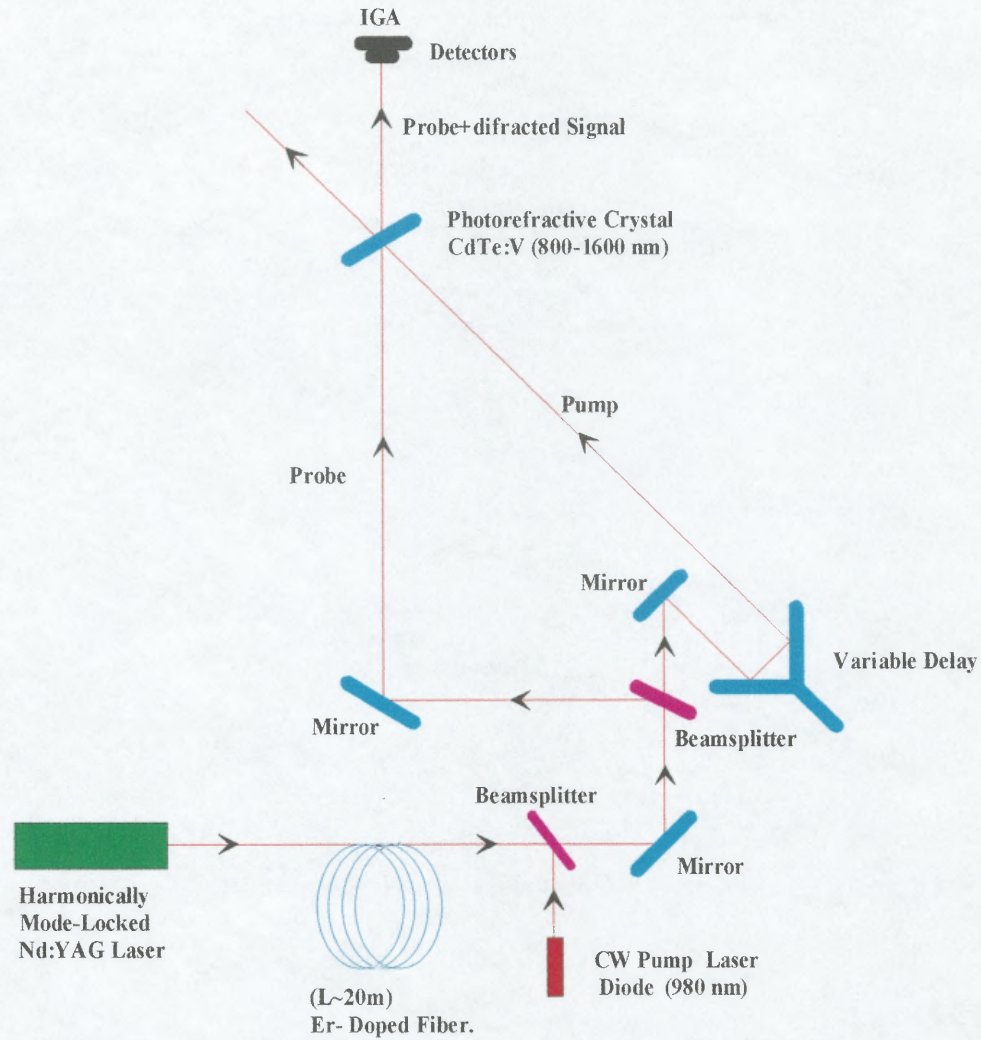 IGA
Detectors
Probe+difracted Signal
Photorefractive Crystal
CdTe:V (800-1600 nm)
Pump
Probe
Mirror
Variable Delay
Mirror
Beamsplitter
Beamsplitter
Mirror
Harmonically
Mode-Locked
Nd:YAG Laser
CW Pump Laser
Diode (980 nm)
(L~20m)
Er- Doped Fiber.